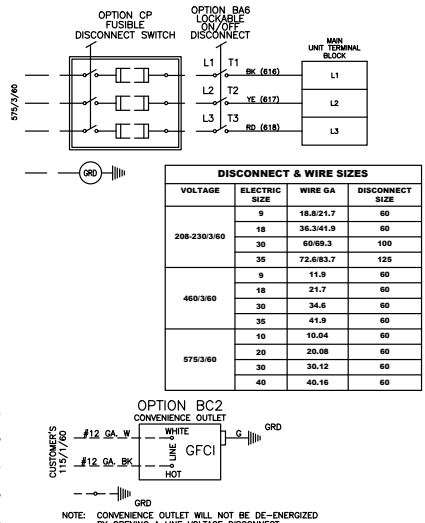 OPTION CP
FUSIBLE
DISCONNECT SWITCH
OPTION BA6
LOCKABLE
ON/OFF
DISCONNECT
MAIN
UNIT TERMINAL
BLOCK
575/3/60
L1 T1
BK (616)
L1
L2 T2
YE (617)
L2
L3 T3
RD (618)
L3
GRD
DISCONNECT & WIRE SIZES
VOLTAGE ELECTRIC SIZE WIRE GA DISCONNECT SIZE
208-230/3/60
9 18.8/21.7 60
18 36.3/41.9 60
30 60/69.3 100
35 72.6/83.7 125
460/3/60
9 11.9 60
18 21.7 60
30 34.6 60
35 41.9 60
575/3/60
10 10.04 60
20 20.08 60
30 30.12 60
40 40.16 60
OPTION BC2
CONVENIENCE OUTLET
CUSTOMER'S
115/1/60
#12 GA. W
WHITE
LINE
GFCI
G
GRD
#12 GA. BK
HOT
GRD
NOTE: CONVENIENCE OUTLET WILL NOT BE DE-ENERGIZED
BY OPENING A LINE VOLTAGE DISCONNECT